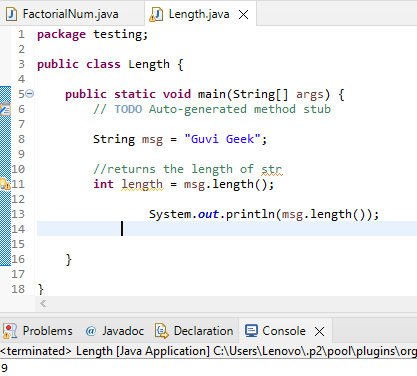 FactorialNum.java Length.java
1 package testing;
2
3 public class Length {
4
5 public static void main(String[] args) {
6 // TODO Auto-generated method stub
7
8 String msg = "Guvi Geek";
9
10 //returns the length of str
11 int length = msg.length();
12
13 System.out.println(msg.length());
14
15
16 }
17
18 }
Problems @ Javadoc Declaration Console
<terminated> Length [Java Application] C:\Users\Lenovo\.p2\pool\plugins\org
9